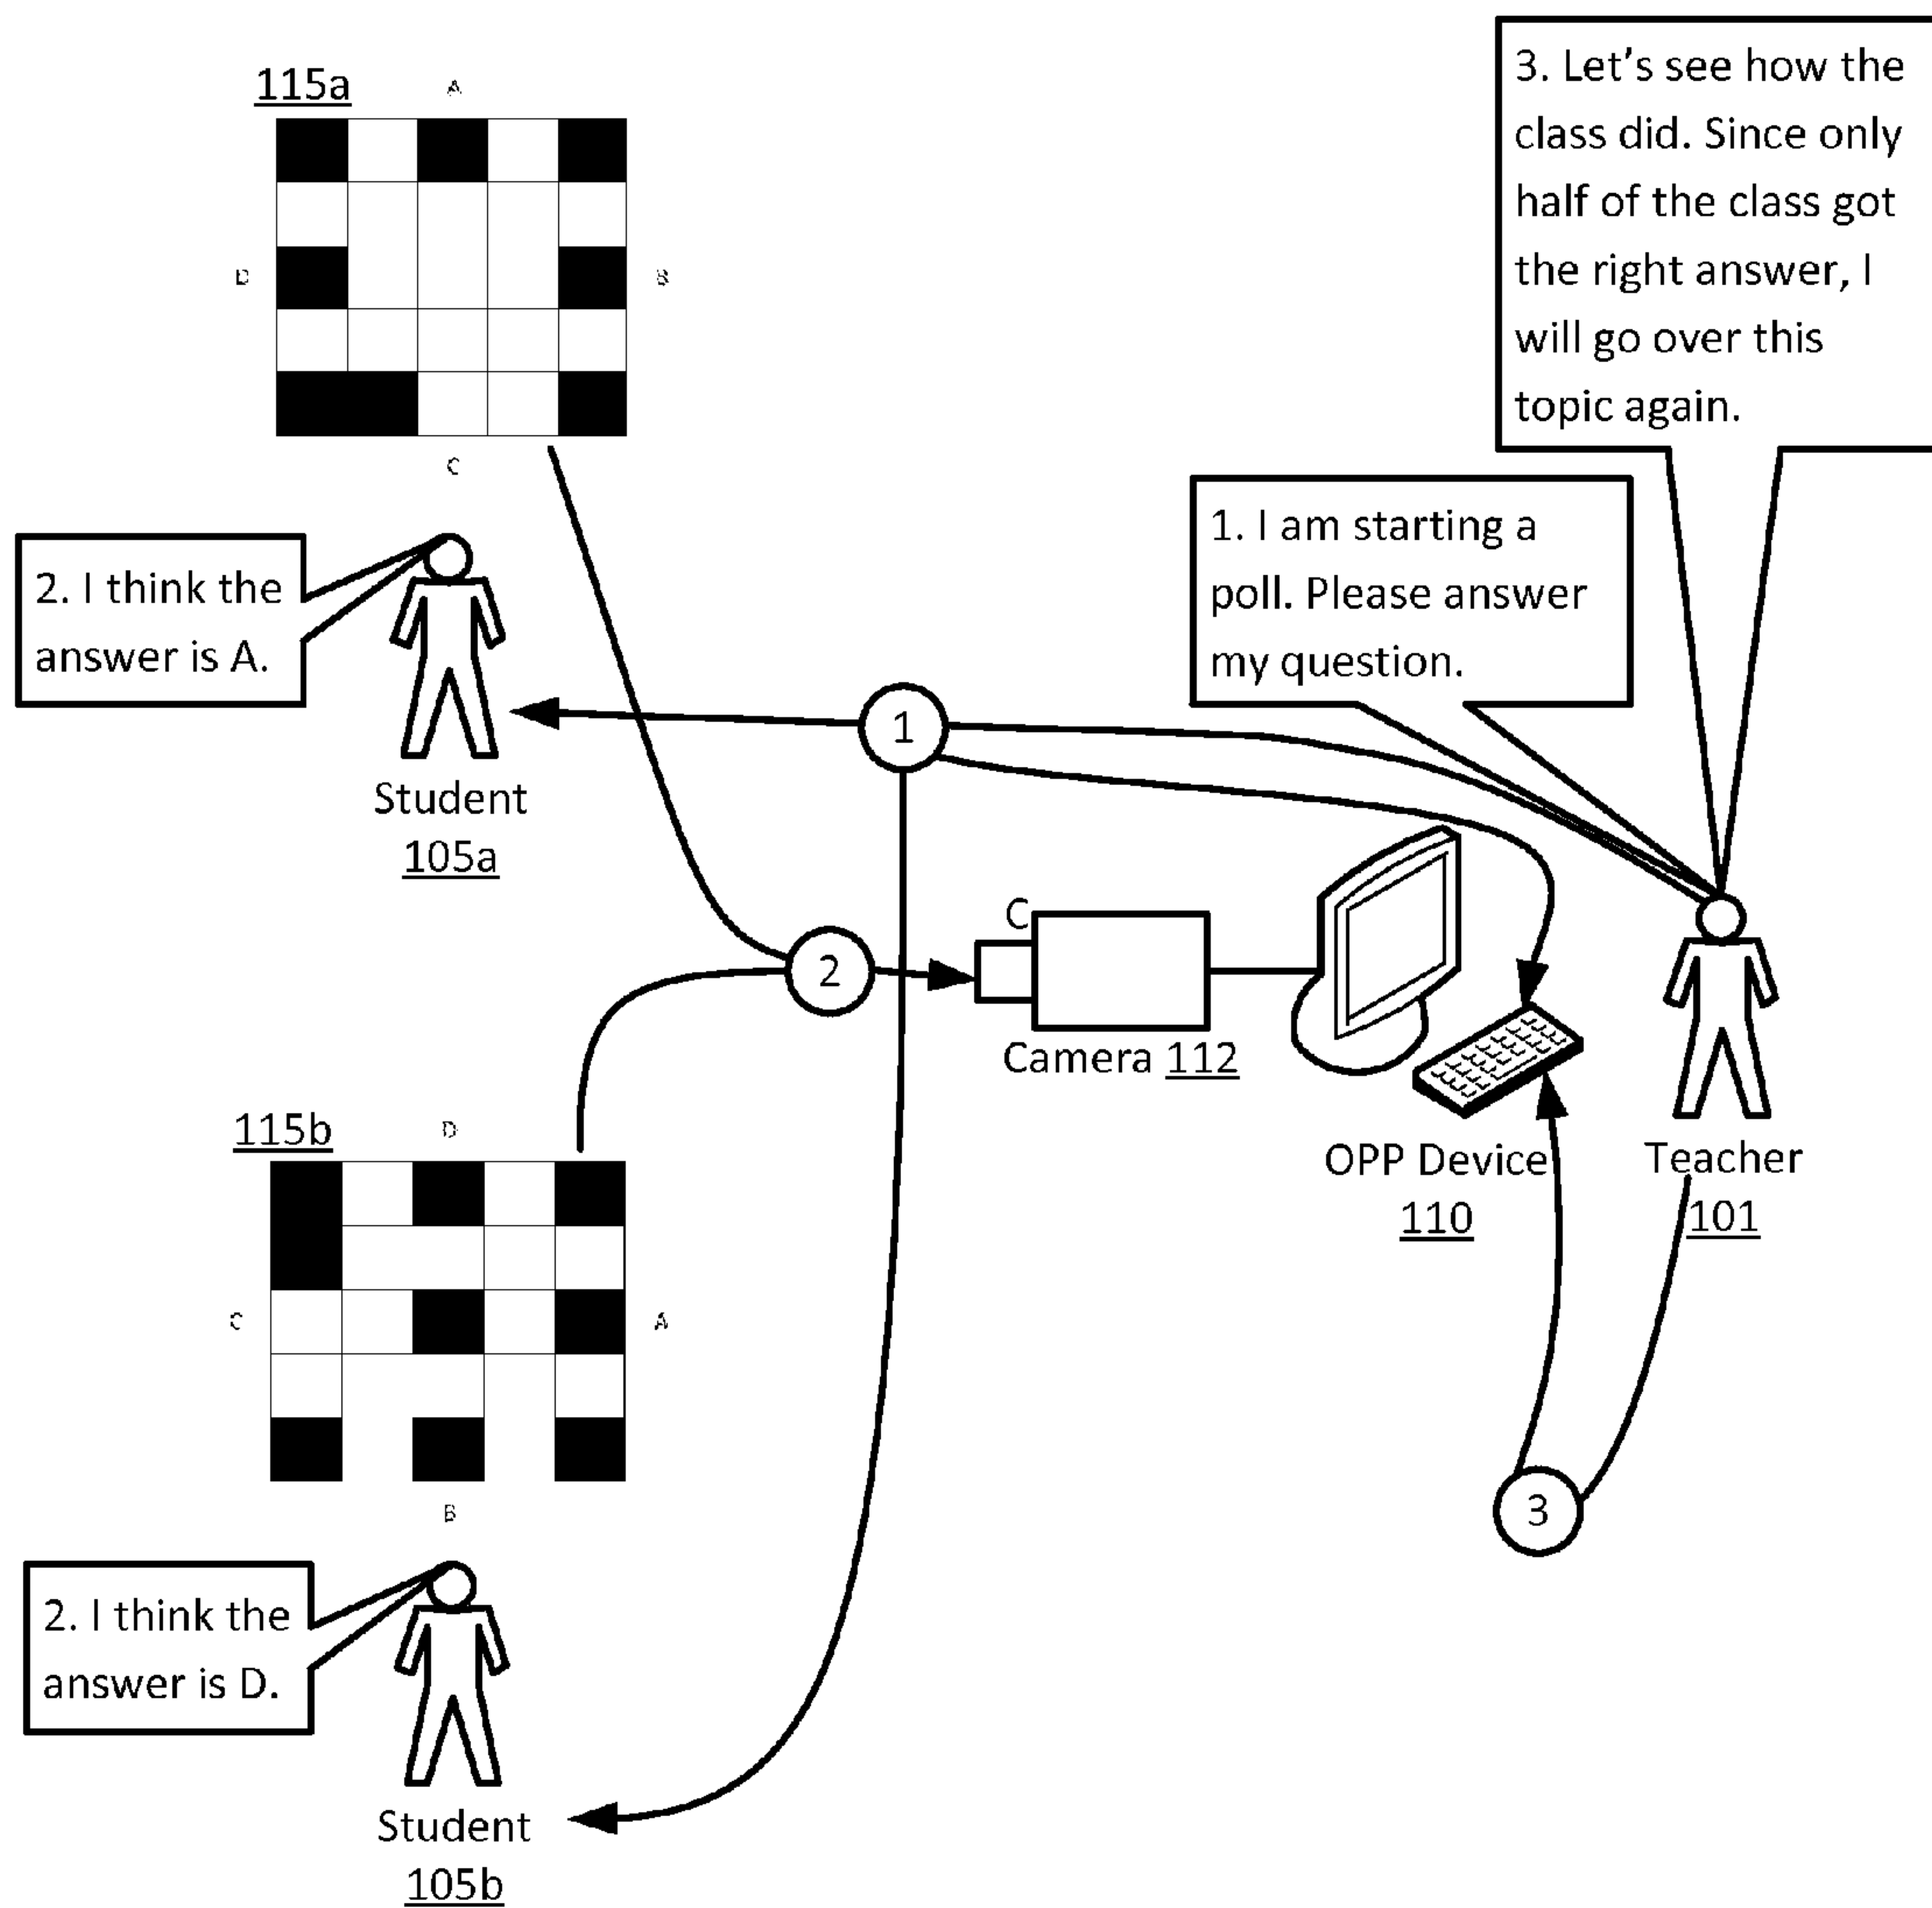 115a
A
D
B
C
3. Let's see how the
class did. Since only
half of the class got
the right answer, I
will go over this
topic again.
1. I am starting a
poll. Please answer
my question.
2. I think the
answer is A.
Student
105a
1
2
C
Camera 112
OPP Device
110
Teacher
101
115b
D
C
A
B
3
2. I think the
answer is D.
Student
105b